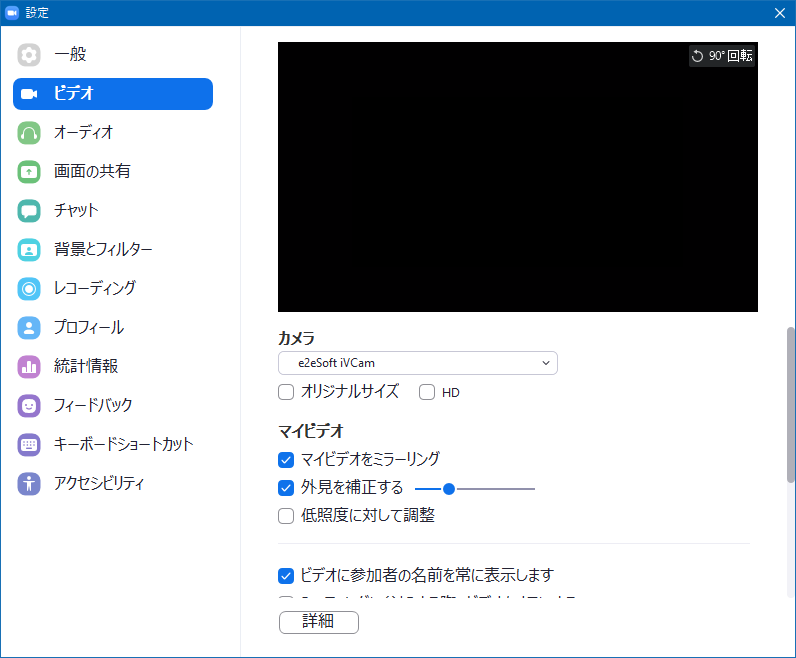 設定
一般
ビデオ
オーディオ
画面の共有
チャット
背景とフィルター
レコーディング
プロフィール
統計情報
フィードバック
キーボードショートカット
アクセシビリティ
90°回転
カメラ
e2eSoft iVCam
オリジナルサイズ HD
マイビデオ
マイビデオをミラーリング
外見を補正する
低照度に対して調整
ビデオに参加者の名前を常に表示します
詳細